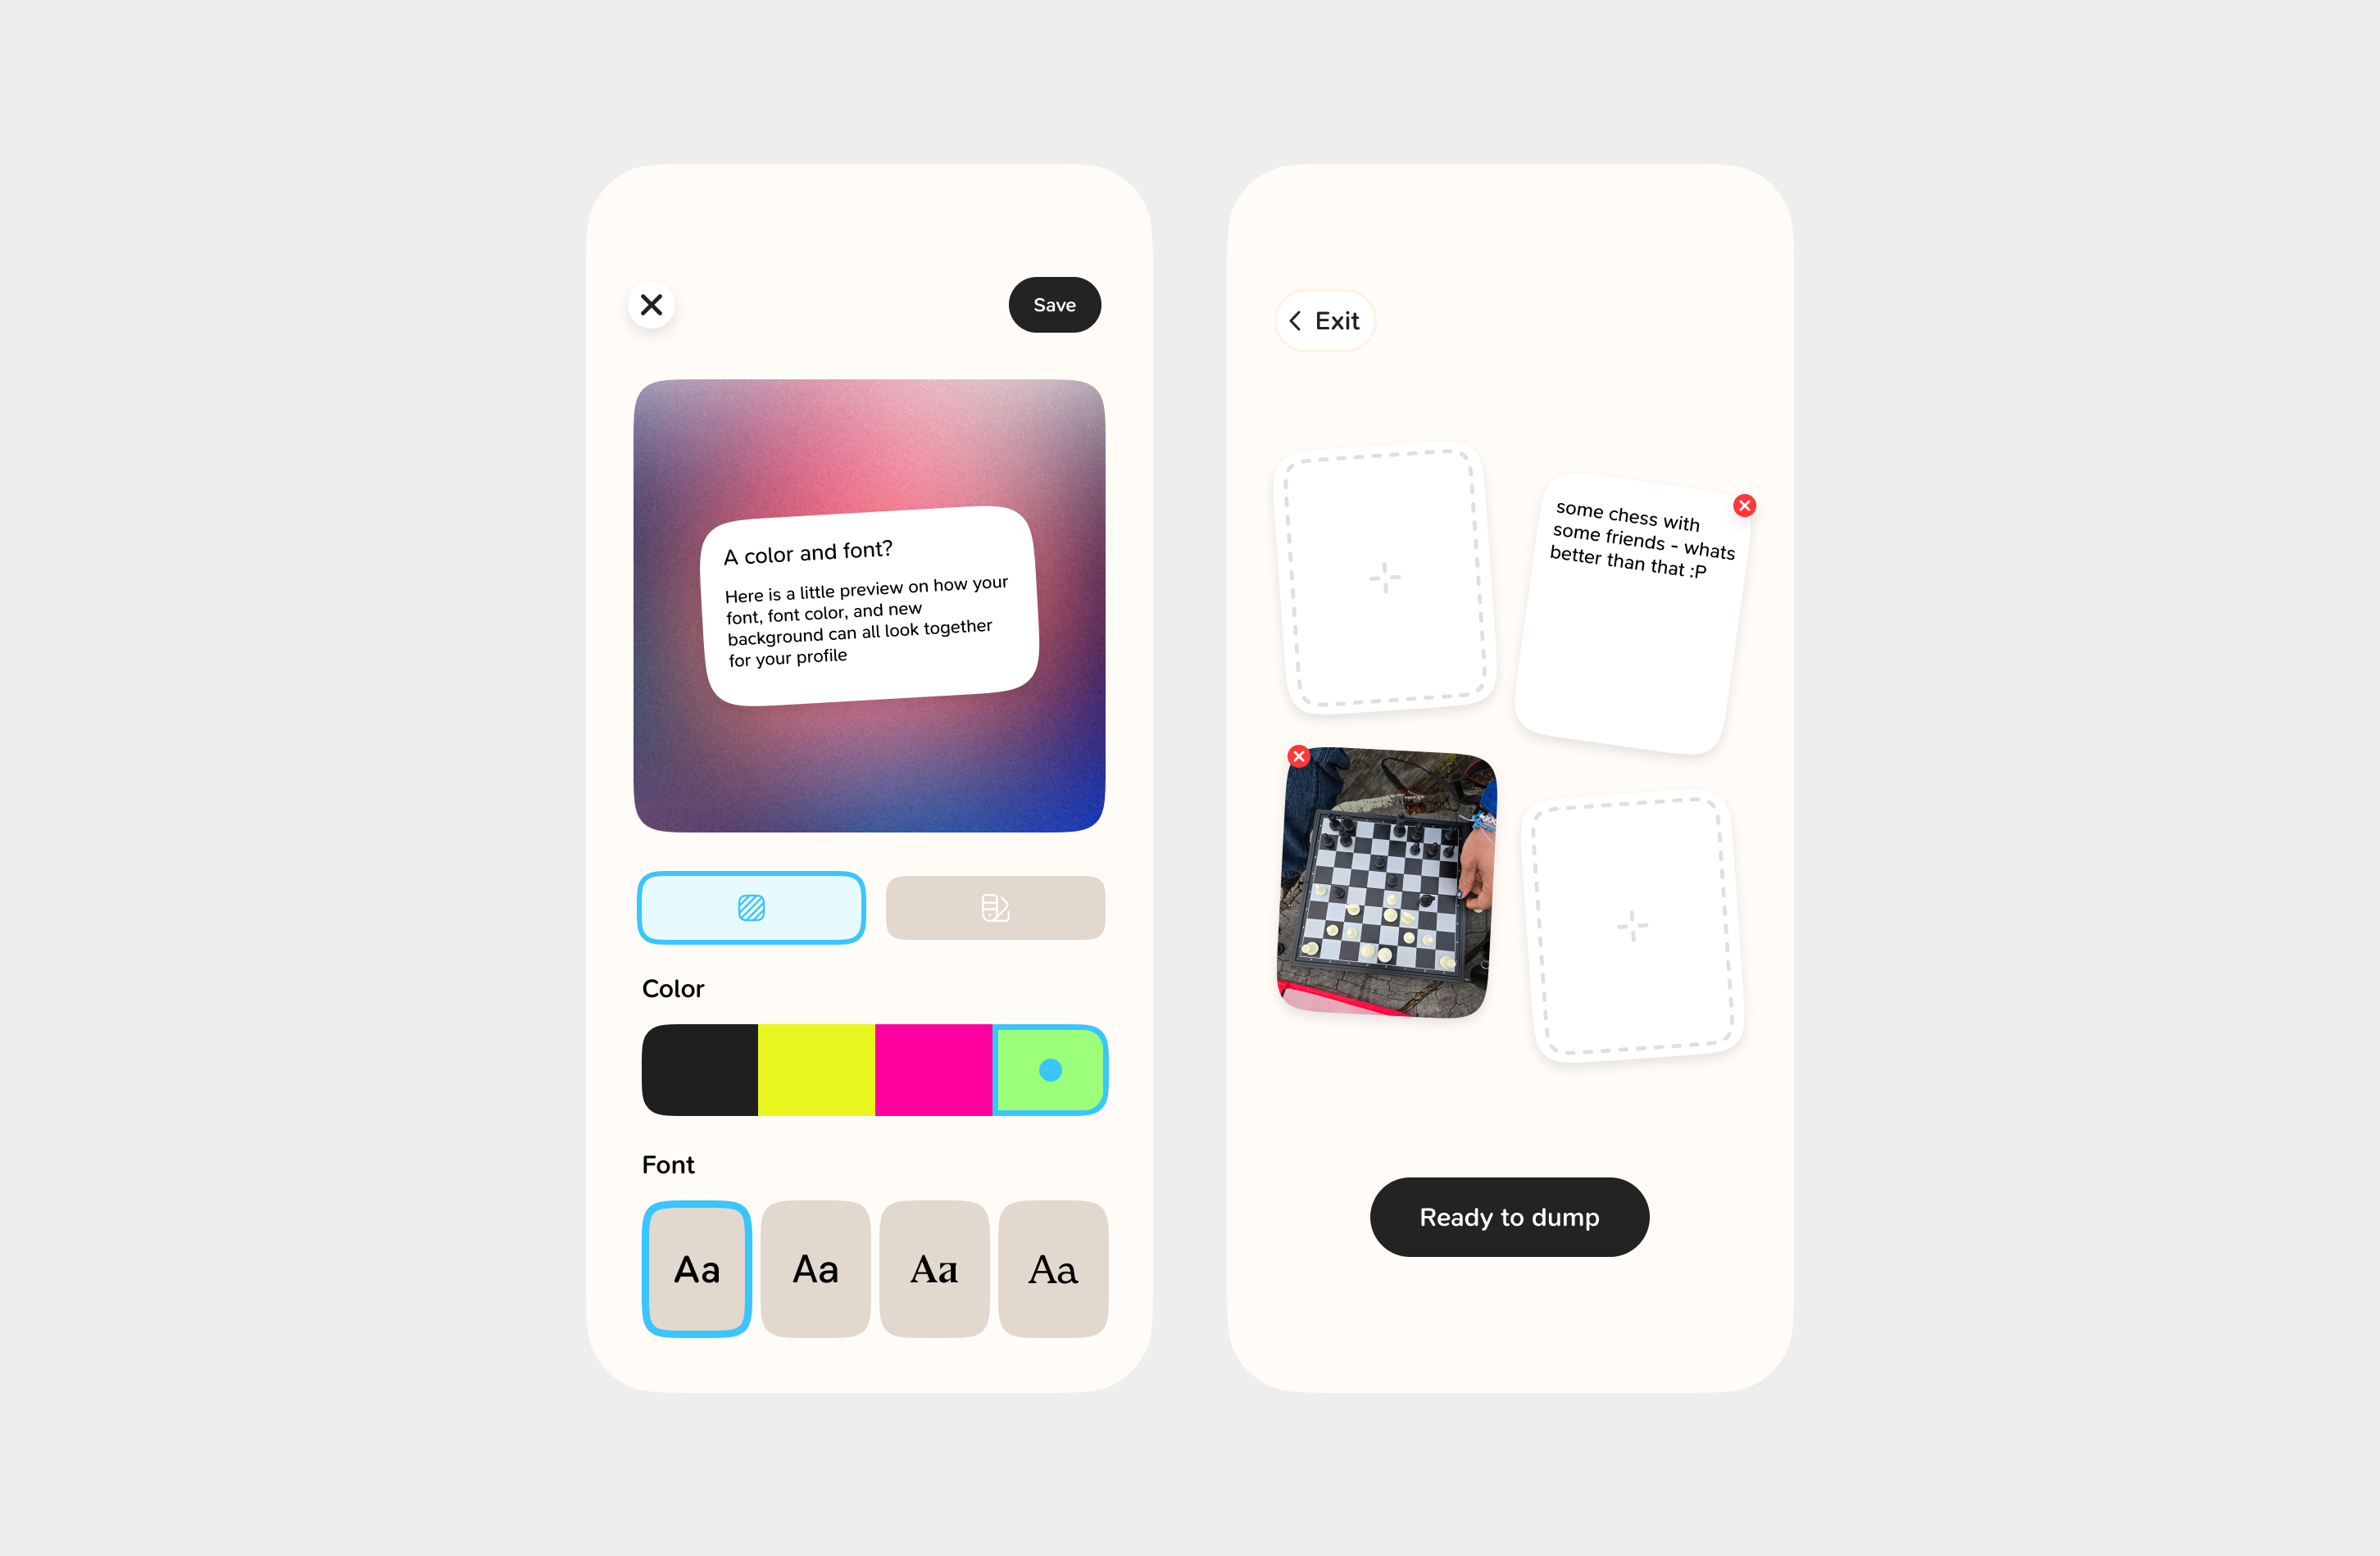 Save
A color and font?
Here is a little preview on how your
font, font color, and new
background can all look together
for your profile
Color
Font
Aa
Aa
Aa
Aa
Exit
some chess with
some friends - whats
better than that :P
Ready to dump